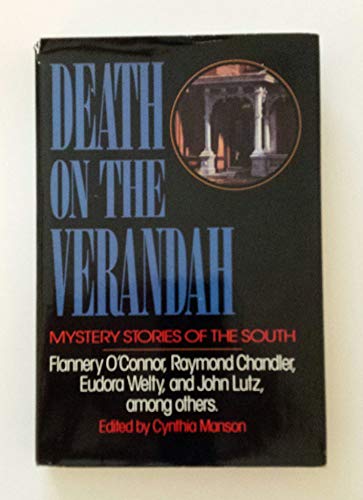 DEATH
ON THE
VERANDAH
MYSTERY STORIES OF THE SOUTH
Flannery O'Connor, Raymond Chandler,
Eudora Welty, and John Lutz,
among others.
Edited by Cynthia Manson